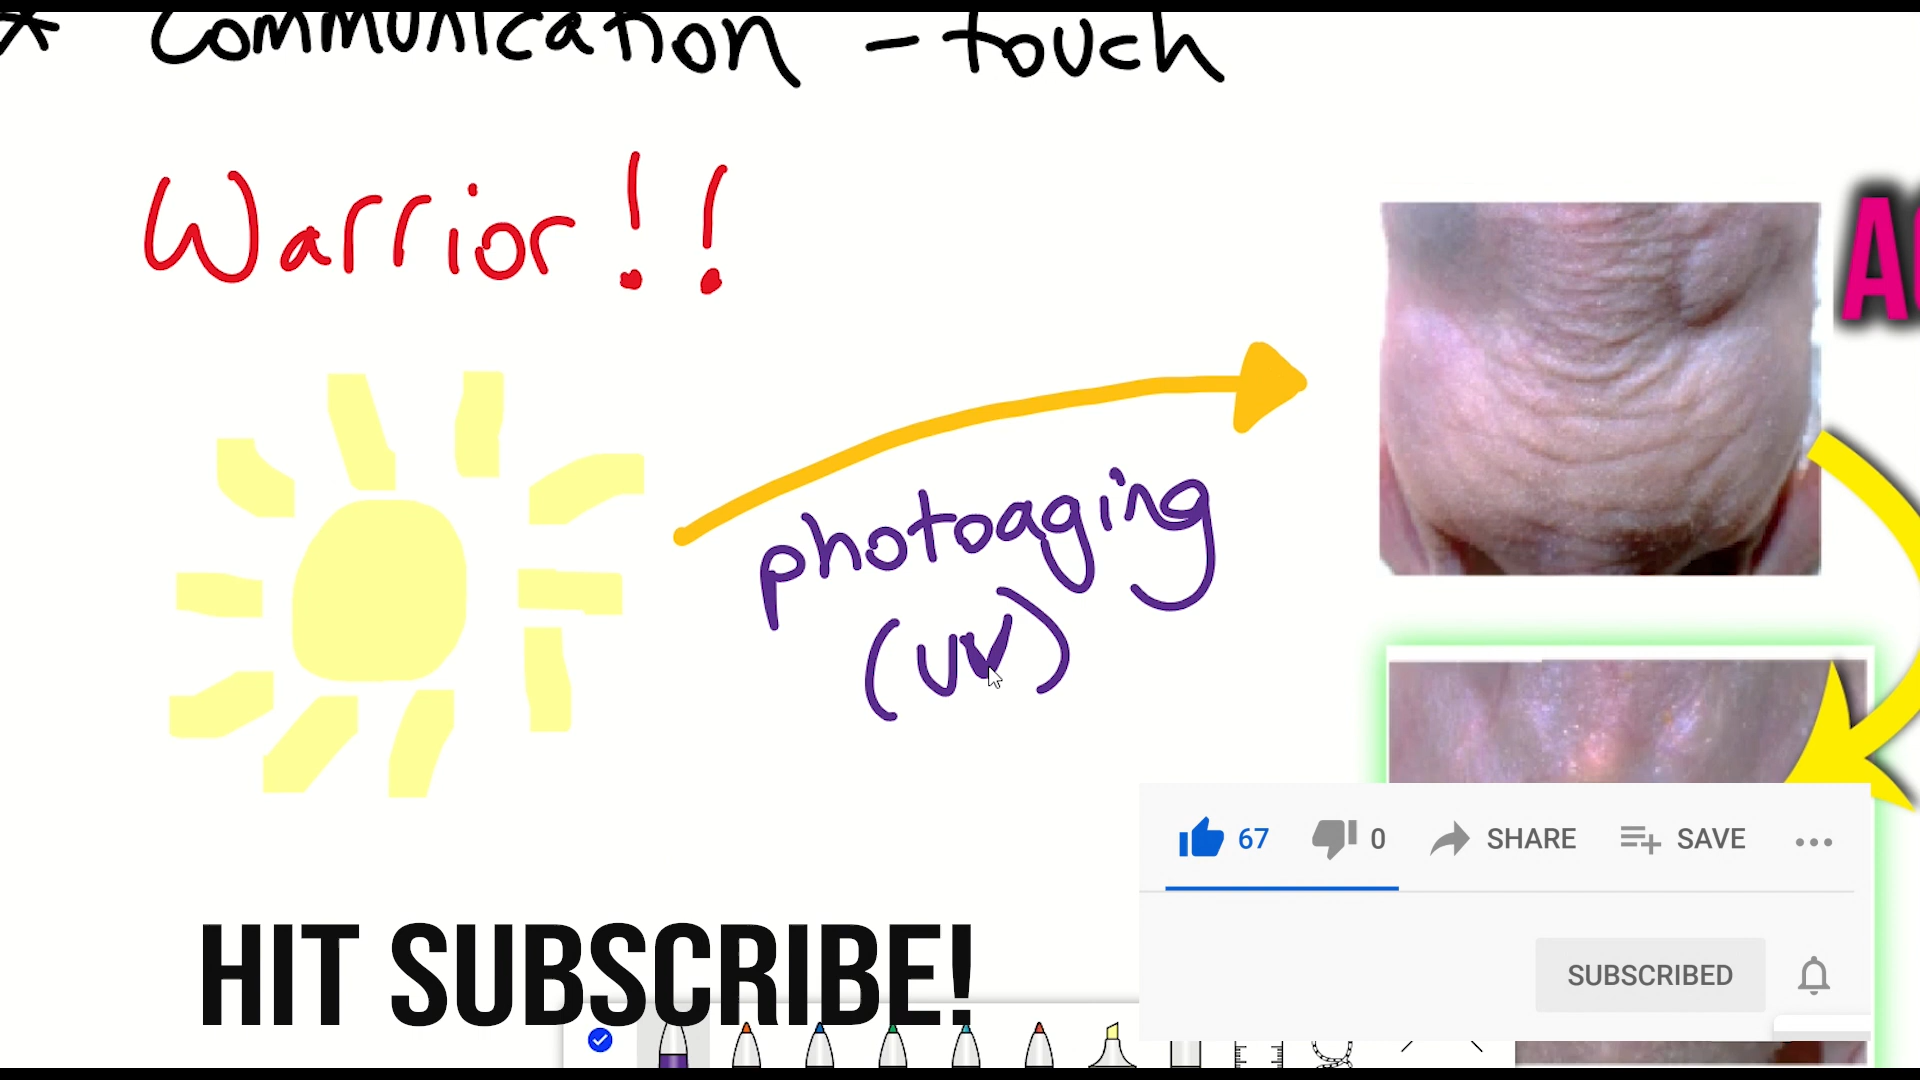 * Communication - touch
Warrior!!
photoaging
(UV)
67 0 SHARE SAVE
SUBSCRIBED
HIT SUBSCRIBE!